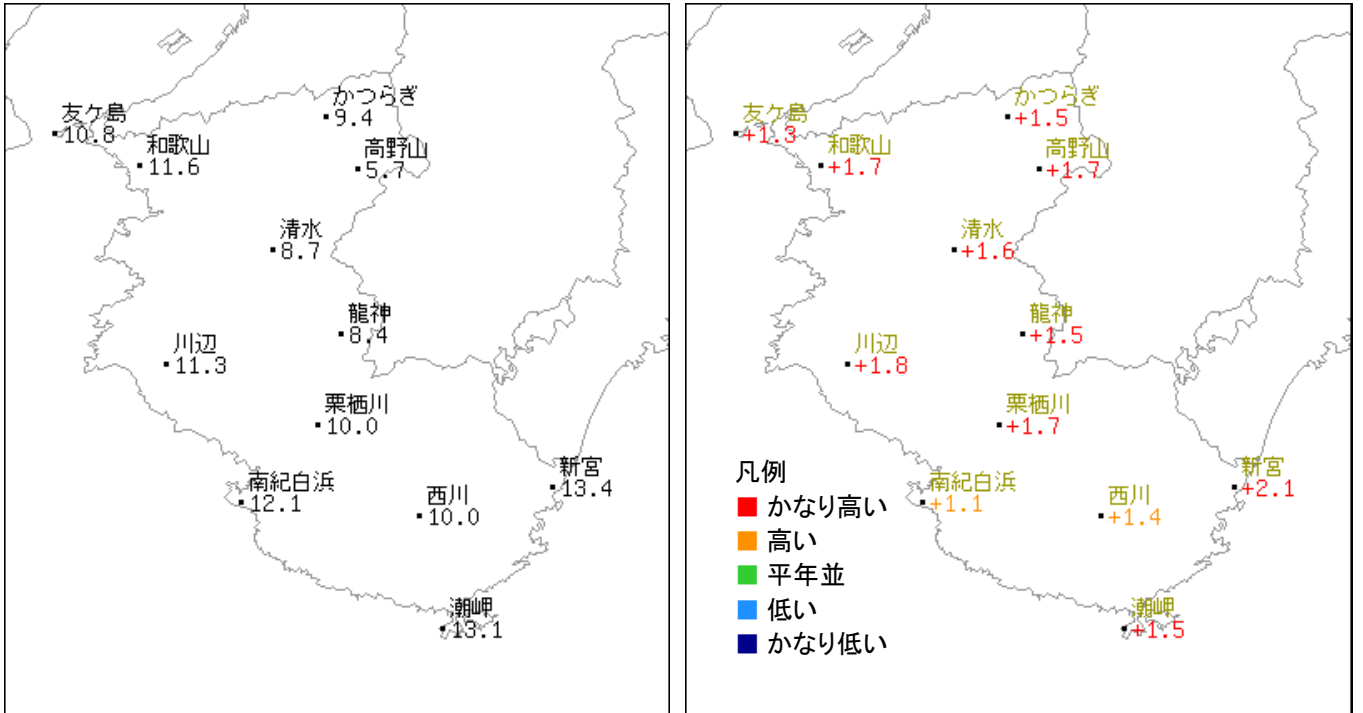 友ケ島
10.8
和歌山
11.6
かつらぎ
9.4
高野山
5.7
清水
8.7
龍神
8.4
川辺
11.3
栗栖川
10.0
南紀白浜
12.1
西川
10.0
新宮
13.4
潮岬
13.1
友ケ島
+1.3
和歌山
+1.7
かつらぎ
+1.5
高野山
+1.7
清水
+1.6
龍神
+1.5
川辺
+1.8
栗栖川
+1.7
南紀白浜
+1.1
西川
+1.4
新宮
+2.1
潮岬
+1.5
凡例
かなり高い
高い
平年並
低い
かなり低い